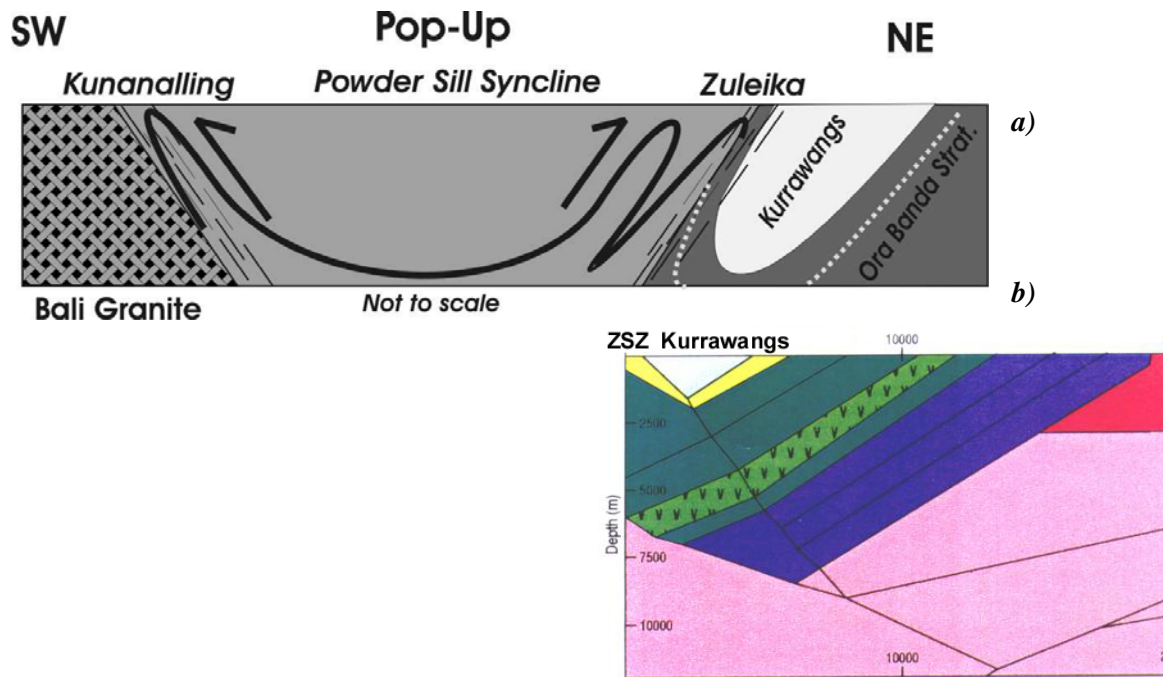 SW
Pop-Up
NE
Kunanalling
Powder Sill Syncline
Zuleika
a)
Kurrawangs
Ora Banda Strat.
b)
Bali Granite
Not to scale
ZSZ Kurrawangs
10000
2500
5000
Depth (m)
7500
10000
10000
2